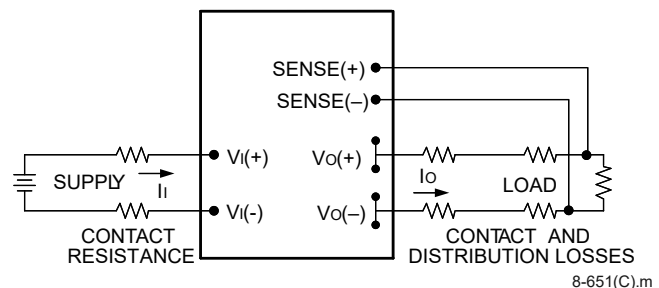 SENSE(+)
SENSE(–)
VI(+)
VO(+)
SUPPLY
II
IO
LOAD
VI(-)
VO(–)
CONTACT
RESISTANCE
CONTACT AND
DISTRIBUTION LOSSES
8-651(C).m